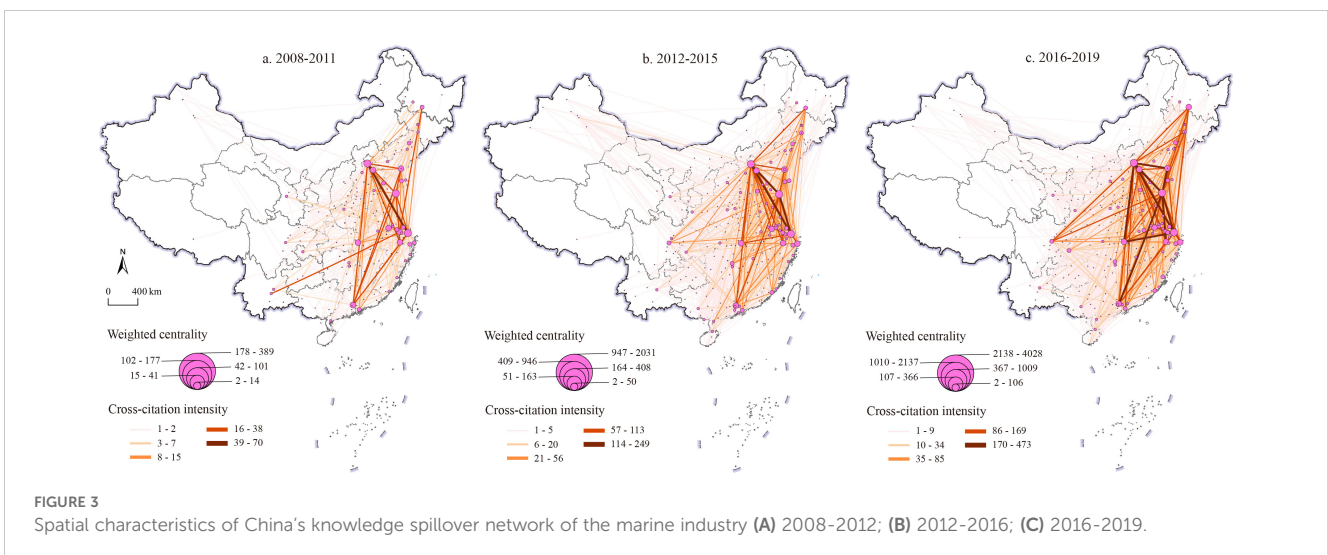 a. 2008-2011
b. 2012-2015
c. 2016-2019
N
0 400 km
Weighted centrality
178 - 389
102 - 177
42 - 101
15 - 41
2 - 14
Cross-citation intensity
1 - 2
16 - 38
3 - 7
39 - 70
8 - 15
Weighted centrality
947 - 2031
409 - 946
164 - 408
51 - 163
2 - 50
Cross-citation intensity
1 - 5
57 - 113
6 - 20
114 - 249
21 - 56
Weighted centrality
2138 - 4028
1010 - 2137
367 - 1009
107 - 366
2 - 106
Cross-citation intensity
1 - 9
86 - 169
10 - 34
170 - 473
35 - 85
FIGURE 3
Spatial characteristics of China's knowledge spillover network of the marine industry (A) 2008-2012; (B) 2012-2016; (C) 2016-2019.